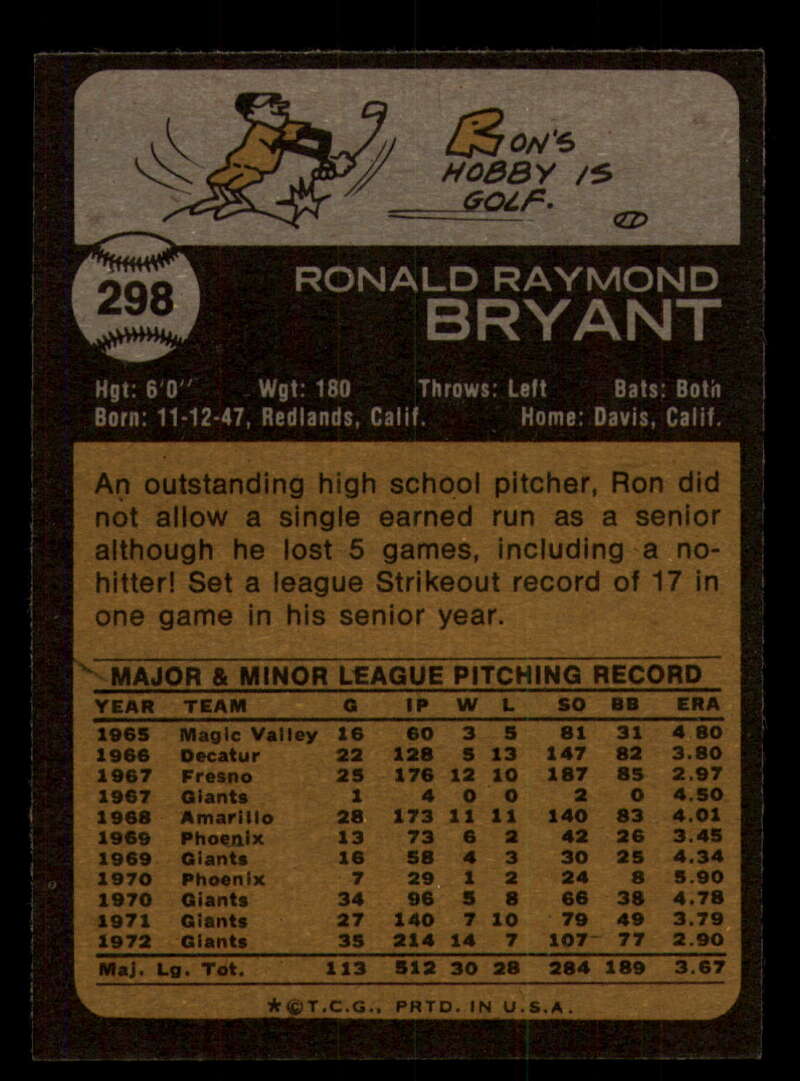 RON'S
HOBBY IS
GOLF.
298
RONALD RAYMOND
BRYANT
Hgt: 6'0" Wgt: 180 Throws: Left Bats: Both
Born: 11-12-47, Redlands, Calif. Home: Davis, Calif.
An outstanding high school pitcher, Ron did
not allow a single earned run as a senior
although he lost 5 games, including a no-
hitter! Set a league Strikeout record of 17 in
one game in his senior year.
MAJOR & MINOR LEAGUE PITCHING RECORD
YEAR TEAM G IP W L SO BB ERA
1965 Magic Valley 16 60 3 5 81 31 4.80
1966 Decatur 22 128 5 13 147 82 3.80
1967 Fresno 25 176 12 10 187 85 2.97
1967 Giants 1 4 0 0 2 0 4.50
1968 Amarillo 28 173 11 11 140 83 4.01
1969 Phoenix 13 73 6 2 42 26 3.45
1969 Giants 16 58 4 3 30 25 4.34
1970 Phoenix 7 29 1 2 24 8 5.90
1970 Giants 34 96 5 8 66 38 4.78
1971 Giants 27 140 7 10 79 49 3.79
1972 Giants 35 214 14 7 107 77 2.90
Maj. Lg. Tot. 113 512 30 28 284 189 3.67
*©T.C.G., PRTD. IN U.S.A.